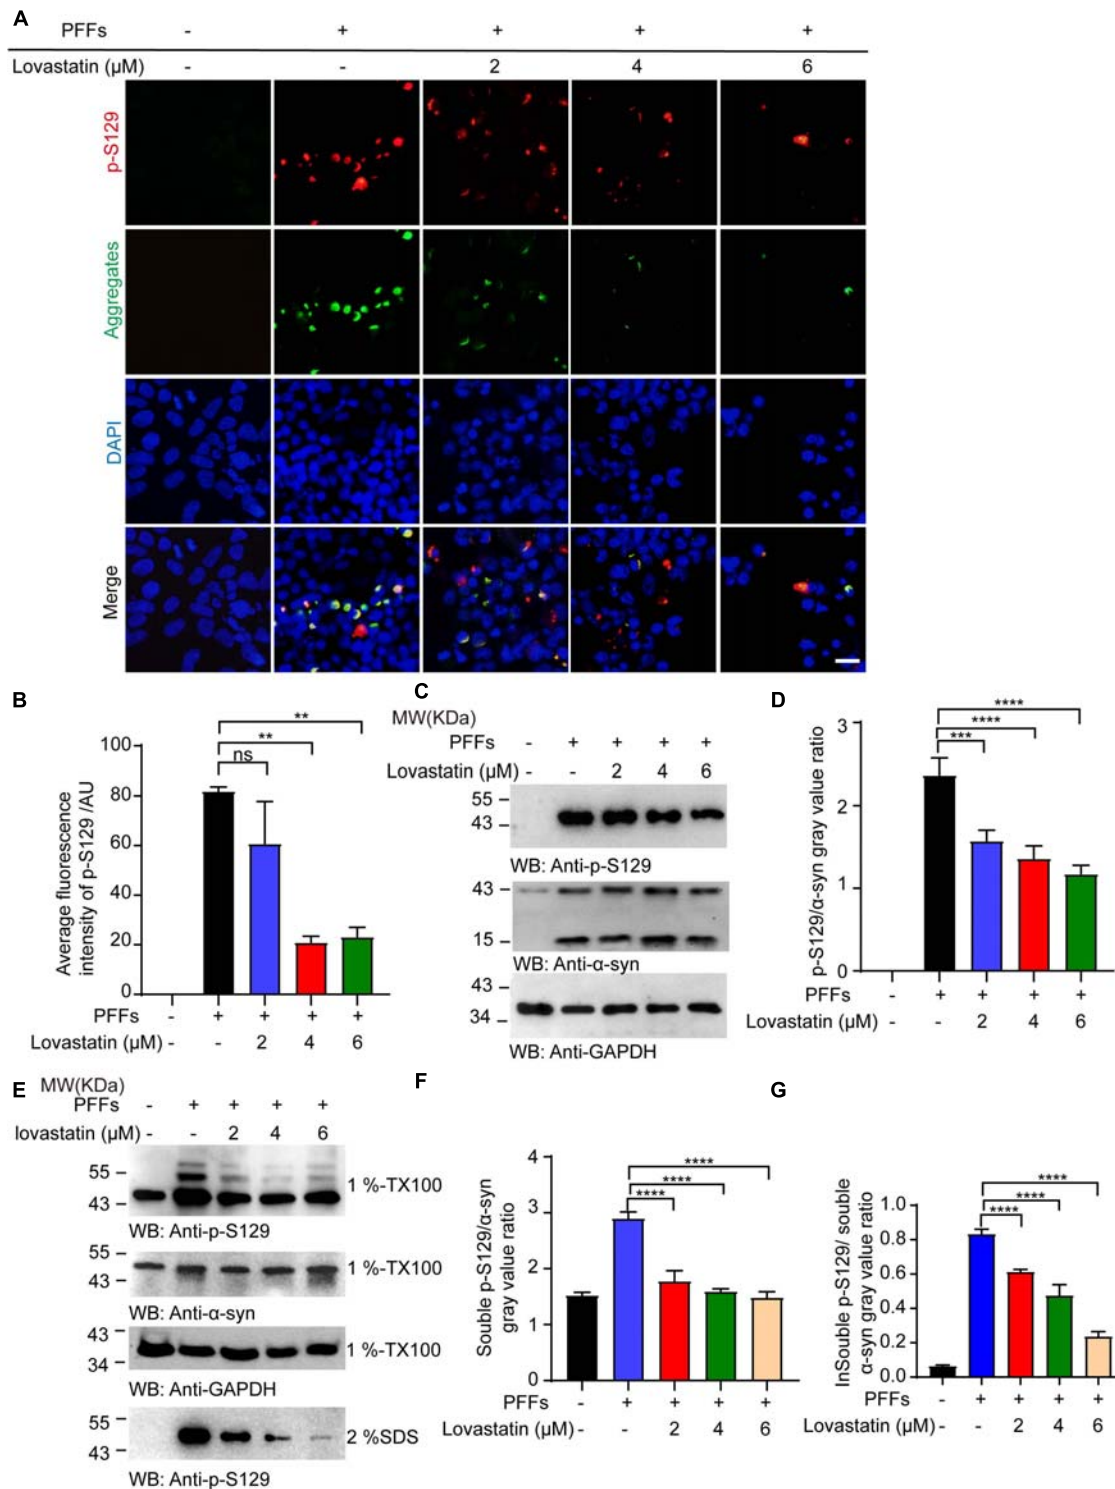 A
PFFs - + + + +
Lovastatin (µM) - - 2 4 6
p-S129
Aggregates
DAPI
Merge
B
Average fluorescence
intensity of p-S129 /AU
100
80
60
40
20
0
ns
**
**
PFFs - + + + +
Lovastatin (µM) - - 2 4 6
C
MW(KDa)
PFFs - + + + +
Lovastatin (µM) - - 2 4 6
55
43
WB: Anti-p-S129
43
15
WB: Anti-α-syn
43
34
WB: Anti-GAPDH
D
p-S129/α-syn gray value ratio
3
2
1
0
****
****
***
PFFs - + + + +
Lovastatin (µM) - - 2 4 6
E
MW(KDa)
PFFs - + + + +
lovastatin (µM) - - 2 4 6
55
43
1 %-TX100
WB: Anti-p-S129
55
43
1 %-TX100
WB: Anti-α-syn
43
34
1 %-TX100
WB: Anti-GAPDH
55
43
2 %SDS
WB: Anti-p-S129
F
Souble p-S129/α-syn
gray value ratio
4
3
2
1
0
****
****
****
PFFs - + + + +
Lovastatin (µM) - - 2 4 6
G
InSouble p-S129/ souble
α-syn gray value ratio
1.0
0.8
0.6
0.4
0.2
0.0
****
****
****
PFFs - + + + +
Lovastatin (µM) - - 2 4 6